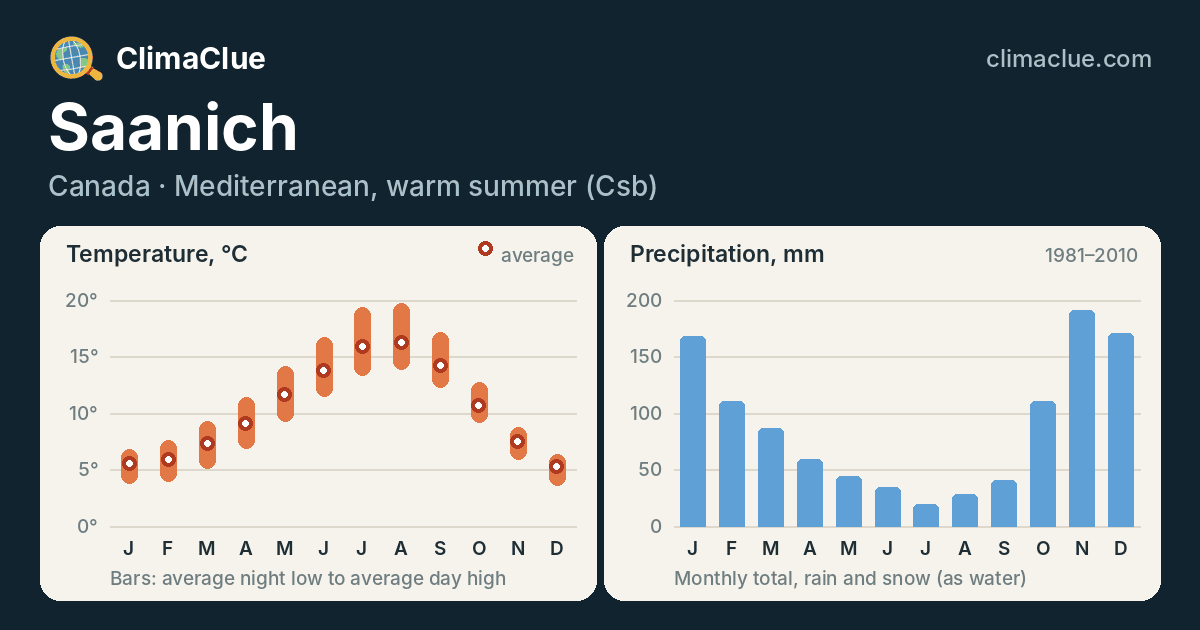 ClimaClue
climaclue.com
Saanich
Canada · Mediterranean, warm summer (Csb)
Temperature, °C
average
20°
15°
10°
5°
0°
J F M A M J J A S O N D
Bars: average night low to average day high
Precipitation, mm
1981–2010
200
150
100
50
0
J F M A M J J A S O N D
Monthly total, rain and snow (as water)